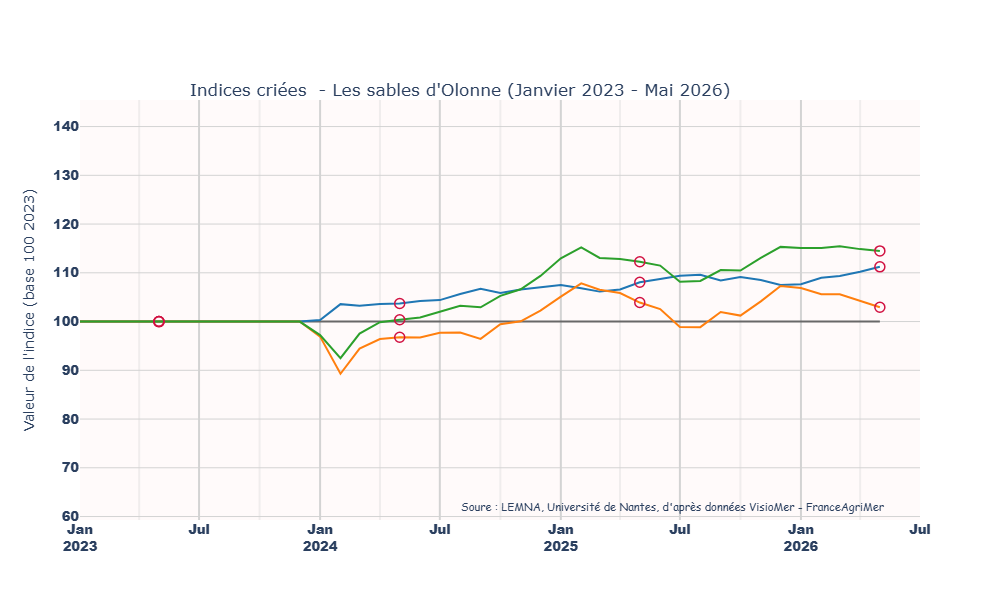 Indices criées  - Les sables d'Olonne (Janvier 2023 - Mai 2026)
Valeur de l'Indice (base 100 2023)
140
130
120
110
100
90
80
70
60
Soure : LEMNA, Université de Nantes, d'après données VisioMer - FranceAgriMer
Jan Jul Jan Jul Jan Jul Jan Jul
2023 2024 2025 2026